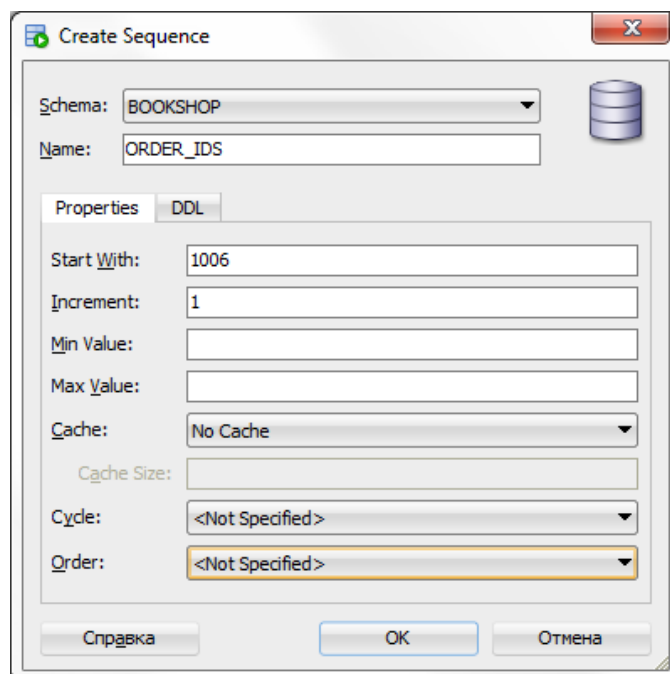 Create Sequence
Schema: BOOKSHOP
Name: ORDER_IDS
Properties DDL
Start With: 1006
Increment: 1
Min Value:
Max Value:
Cache: No Cache
Cache Size:
Cycle: <Not Specified>
Order: <Not Specified>
Справка OK Отмена